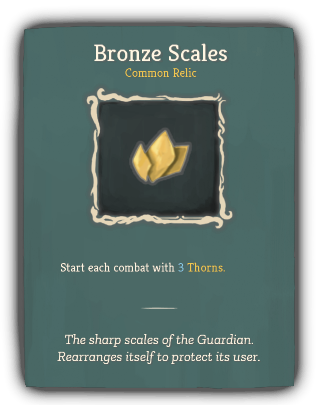 Bronze Scales
Common Relic
Start each combat with 3 Thorns.
The sharp scales of the Guardian.
Rearranges itself to protect its user.